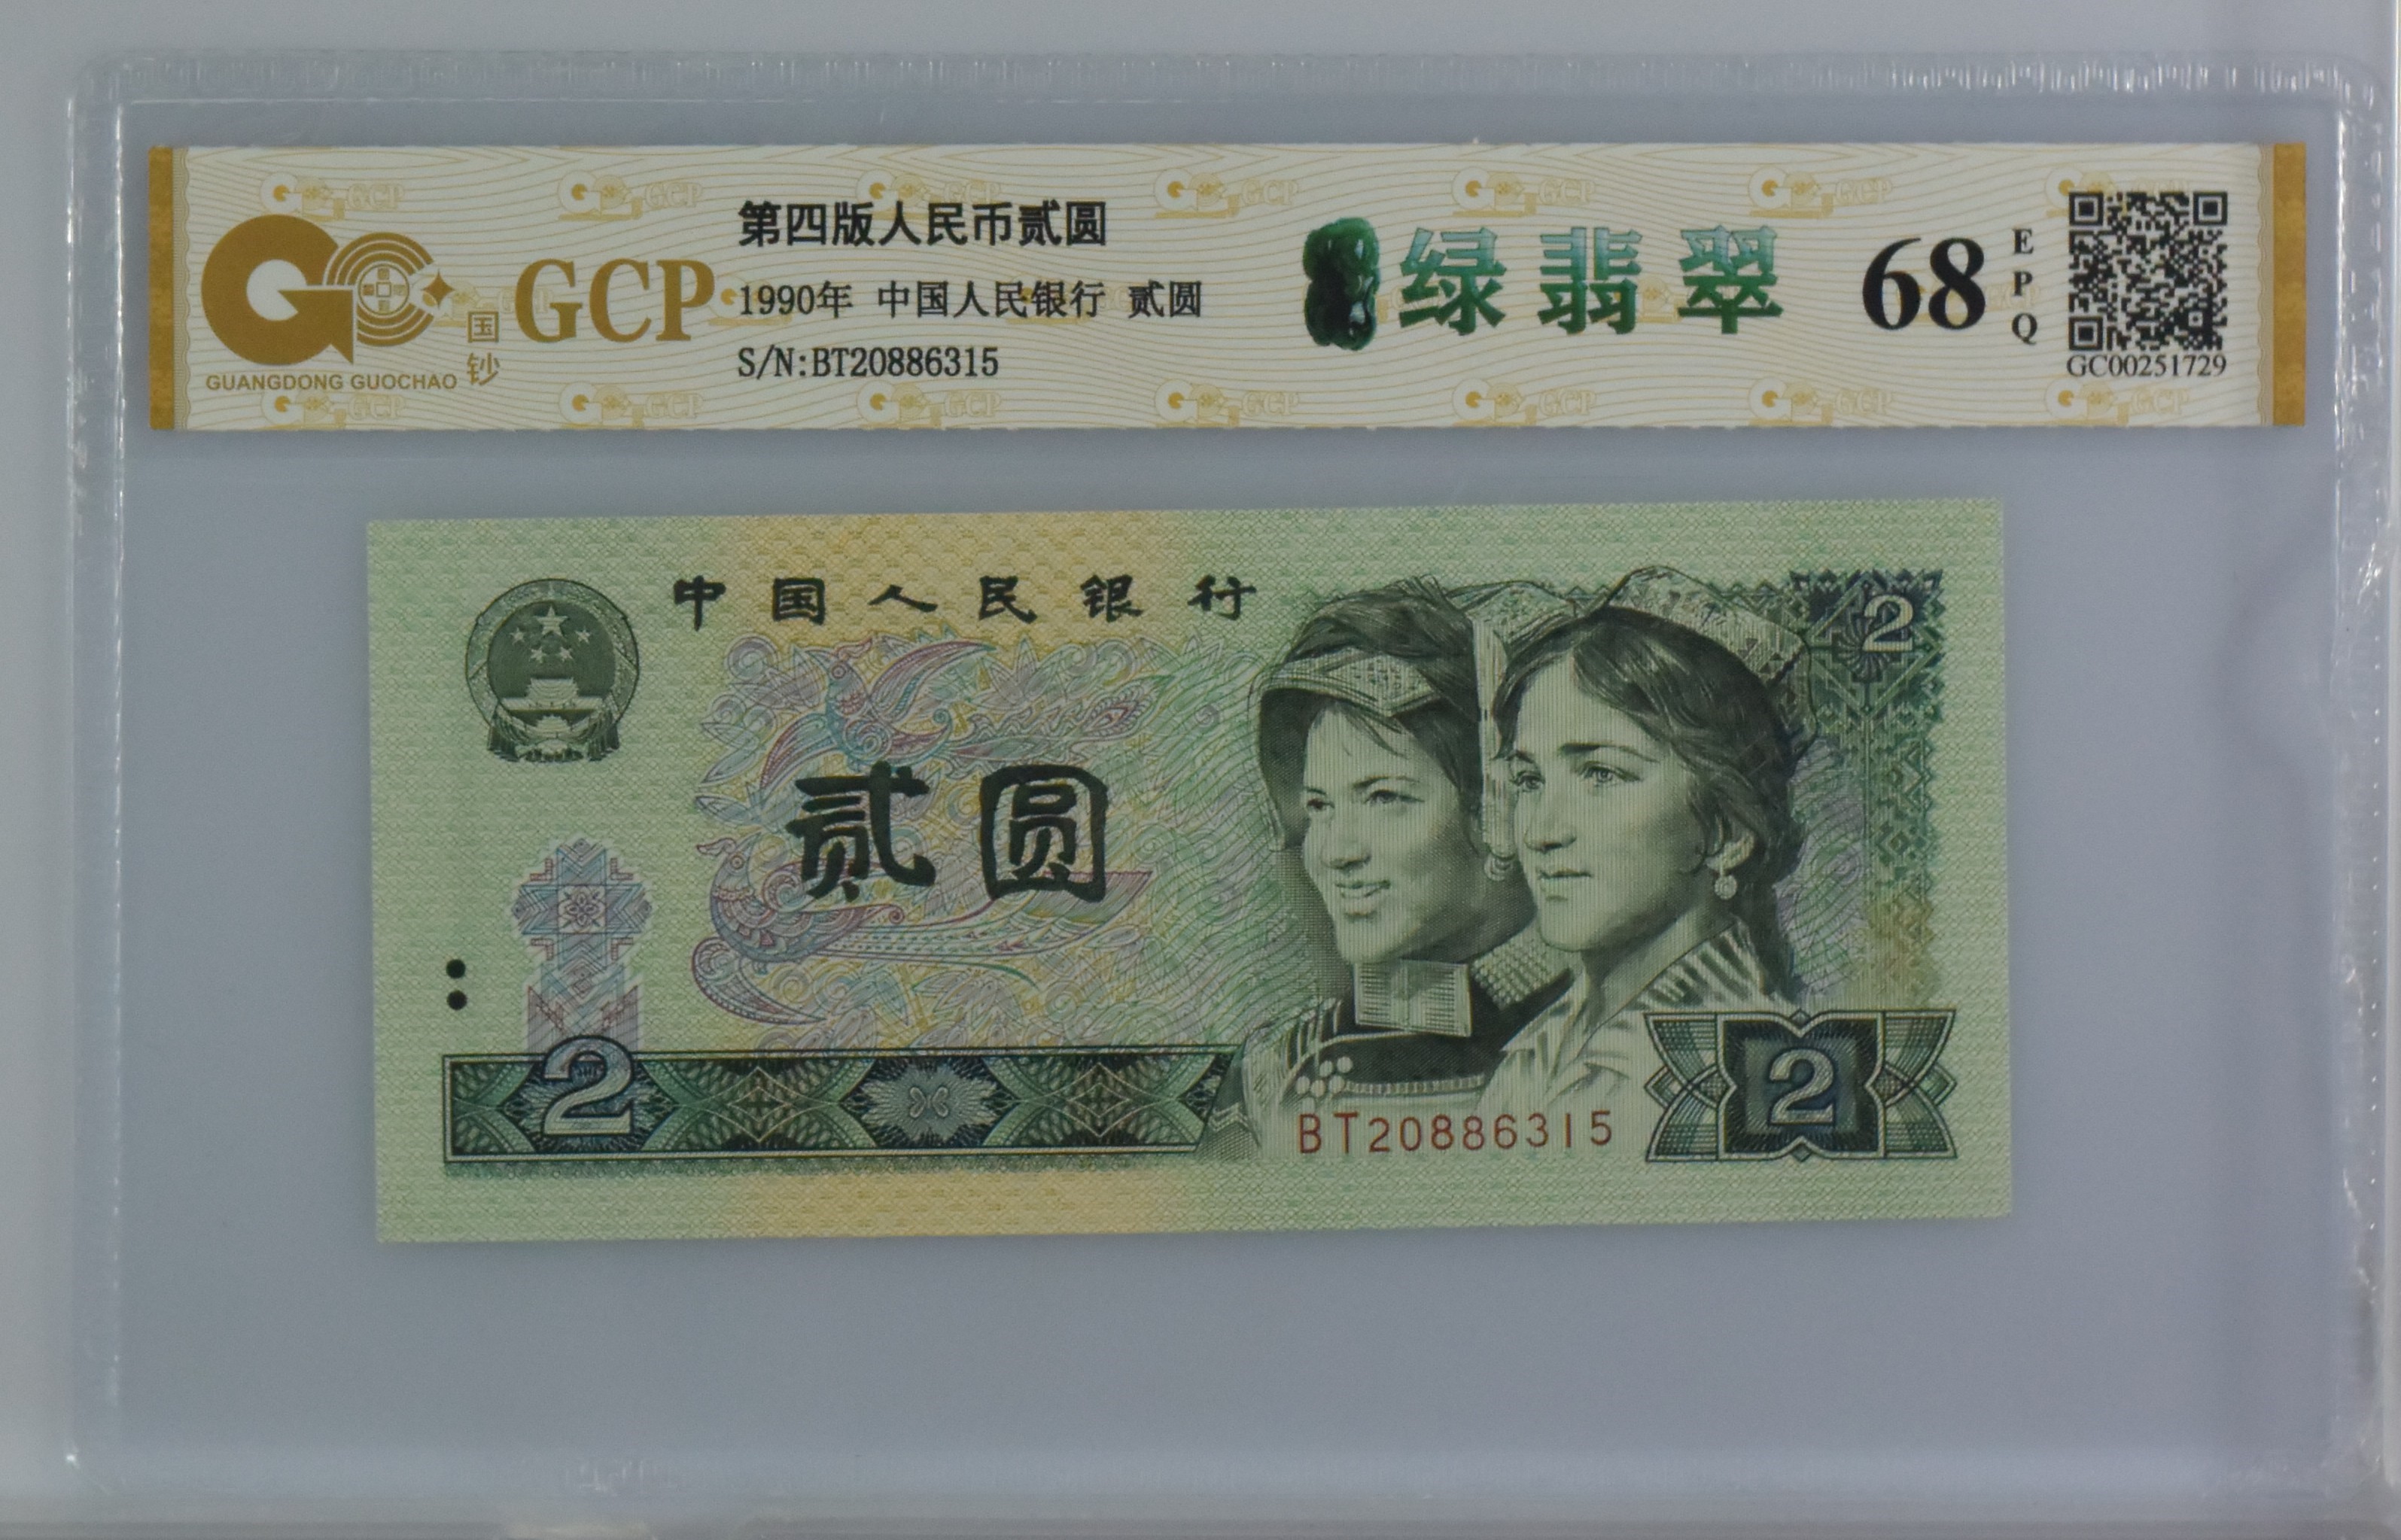 第四版人民币贰圆
1990年 中国人民银行 贰圆
S/N:BT20886315
GCP
国钞
GUANGDONG GUOCHAO
绿翡翠
68
EPQ
GC00251729
中国人民银行
2
贰圆
2
BT20886315
2